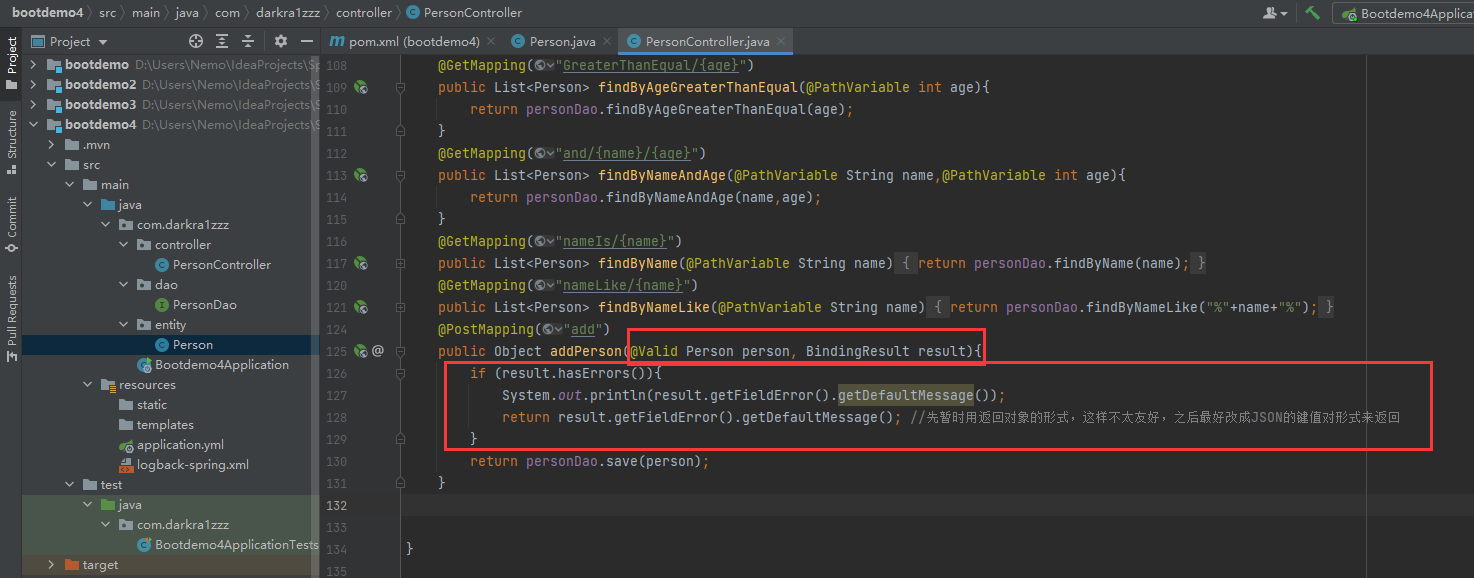 bootdemo4 src main java com darkra1zzz controller PersonController
Project
pom.xml (bootdemo4) Person.java PersonController.java
Project
Structure
Commit
Pull Requests
bootdemo D:\Users\Nemo\IdeaProjects\
bootdemo2 D:\Users\Nemo\IdeaProjects\
bootdemo3 D:\Users\Nemo\IdeaProjects\
bootdemo4 D:\Users\Nemo\IdeaProjects\
.mvn
src
main
java
com.darkra1zzz
controller
PersonController
dao
PersonDao
entity
Person
Bootdemo4Application
resources
static
templates
application.yml
logback-spring.xml
test
java
com.darkra1zzz
Bootdemo4ApplicationTests
target
108 @GetMapping("GreaterThanEqual/{age}")
109 public List<Person> findByAgeGreaterThanEqual(@PathVariable int age){
110 return personDao.findByAgeGreaterThanEqual(age);
111 }
112 @GetMapping("and/{name}/{age}")
113 public List<Person> findByNameAndAge(@PathVariable String name,@PathVariable int age){
114 return personDao.findByNameAndAge(name,age);
115 }
116 @GetMapping("nameIs/{name}")
117 public List<Person> findByName(@PathVariable String name) { return personDao.findByName(name); }
120 @GetMapping("nameLike/{name}")
121 public List<Person> findByNameLike(@PathVariable String name) { return personDao.findByNameLike("%"+name+"%"); }
124 @PostMapping("add")
125 @ public Object addPerson(@Valid Person person, BindingResult result){
126 if (result.hasErrors()){
127 System.out.println(result.getFieldError().getDefaultMessage());
128 return result.getFieldError().getDefaultMessage(); //先暂时用返回对象的形式，这样不太友好，之后最好改成JSON的键值对形式来返回
129 }
130 return personDao.save(person);
131 }
132
133
134 }
135